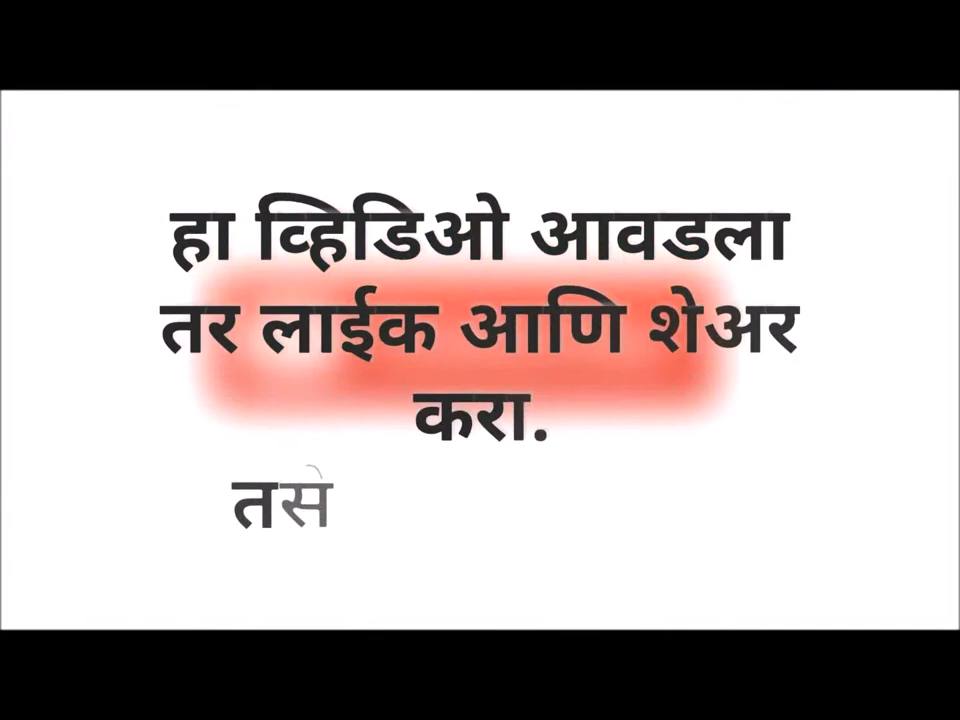 हा व्हिडिओ आवडला
तर लाईक आणि शेअर
करा.
तसे